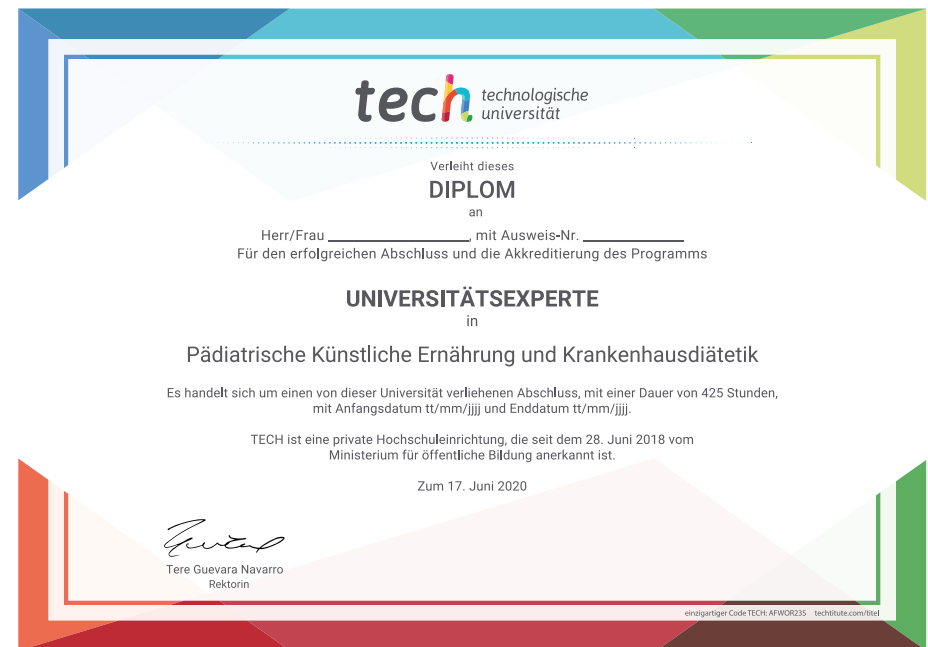 tech technologische
universität
Verleiht dieses
DIPLOM
an
Herr/Frau ____________, mit Ausweis-Nr. ____________
Für den erfolgreichen Abschluss und die Akkreditierung des Programms
UNIVERSITÄTSEXPERTE
in
Pädiatrische Künstliche Ernährung und Krankenhausdiätetik
Es handelt sich um einen von dieser Universität verliehenen Abschluss, mit einer Dauer von 425 Stunden,
mit Anfangsdatum tt/mm/jjjj und Enddatum tt/mm/jjjj.
TECH ist eine private Hochschuleinrichtung, die seit dem 28. Juni 2018 vom
Ministerium für öffentliche Bildung anerkannt ist.
Zum 17. Juni 2020
Tere Guevara Navarro
Rektorin
einzigartiger Code TECH: AFWOR23S techtitute.com/titel